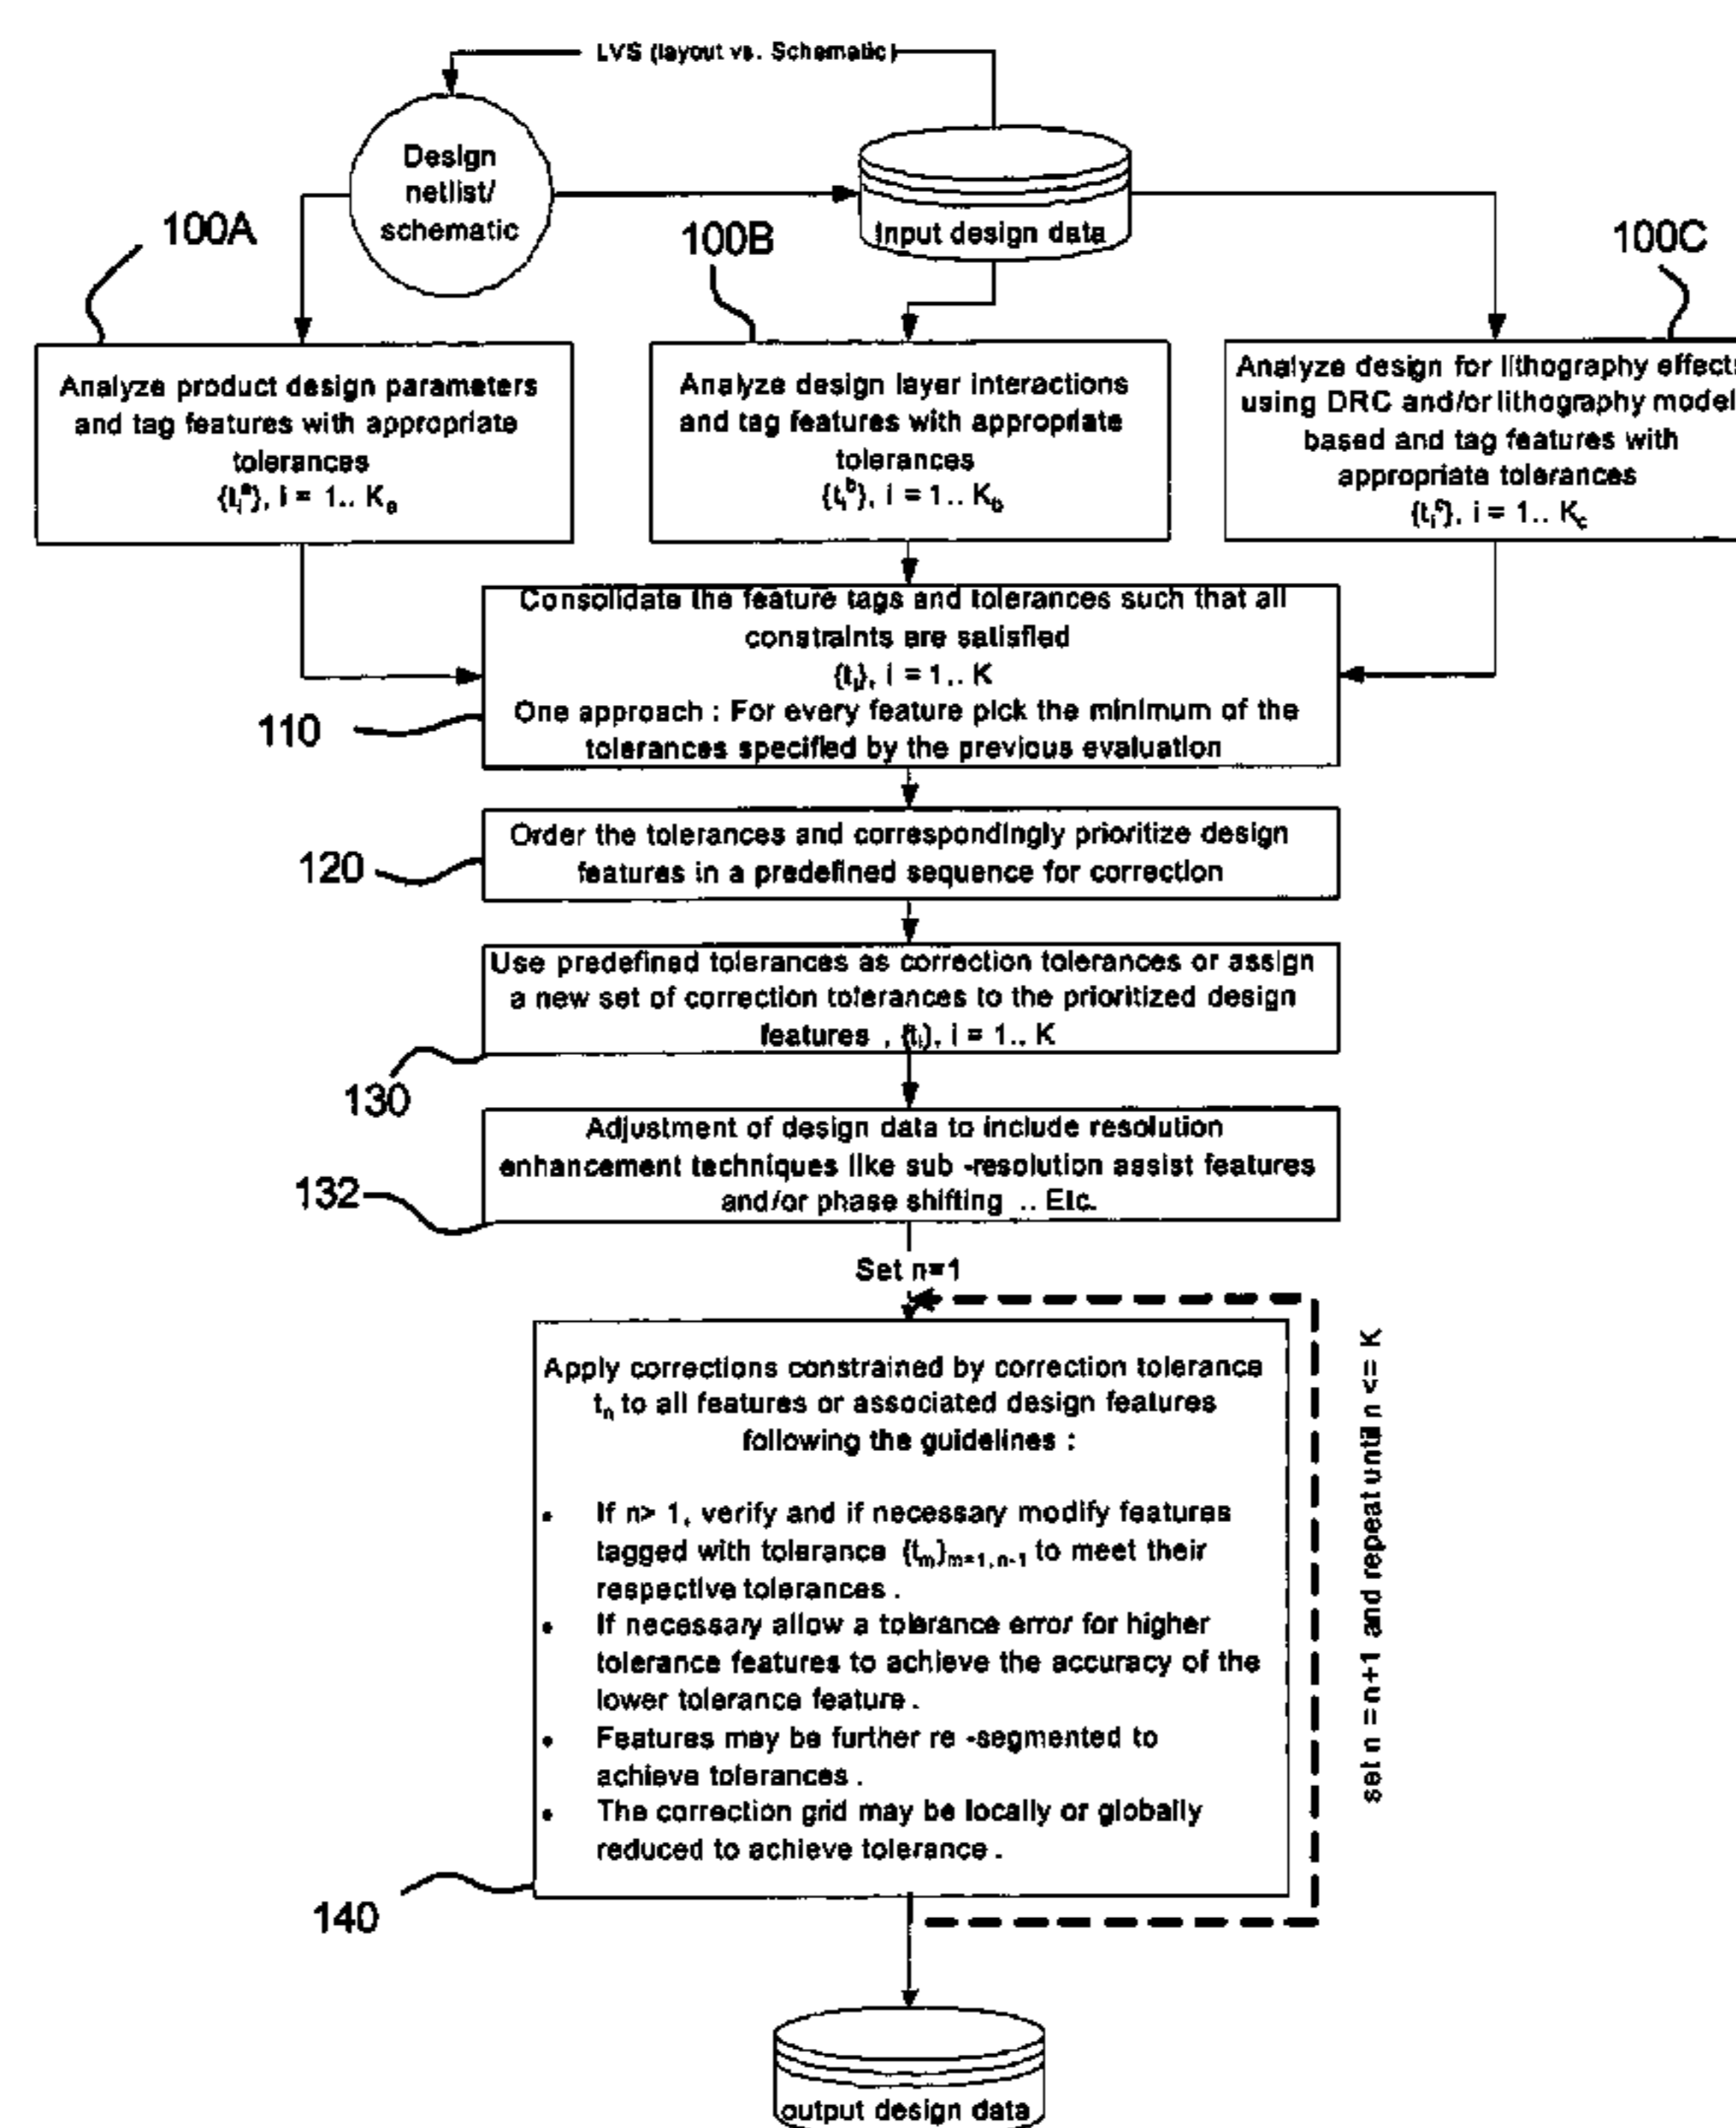 LVS (layout vs. Schematic)
Design
netlist/
schematic
Input design data
100A
100B
100C
Analyze product design parameters
and tag features with appropriate
tolerances
{tᵢᵃ}, i = 1.. Kₐ
Analyze design layer interactions
and tag features with appropriate
tolerances
{tᵢᵇ}, i = 1.. K_b
Analyze design for lithography effects
using DRC and/or lithography model
based and tag features with
appropriate tolerances
{tᵢᶜ}, i = 1.. K_c
Consolidate the feature tags and tolerances such that all
constraints are satisfied
{tᵢ}, i = 1.. K
One approach : For every feature pick the minimum of the
tolerances specified by the previous evaluation
110
Order the tolerances and correspondingly prioritize design
features in a predefined sequence for correction
120
Use predefined tolerances as correction tolerances or assign
a new set of correction tolerances to the prioritized design
features , {tᵢ}, i = 1.. K
130
Adjustment of design data to include resolution
enhancement techniques like sub -resolution assist features
and/or phase shifting .. Etc.
132
Set n=1
Apply corrections constrained by correction tolerance
tₙ to all features or associated design features
following the guidelines :
• If n> 1, verify and if necessary modify features
tagged with tolerance {tₘ}ₘ₌₁,ₙ₋₁ to meet their
respective tolerances .
• If necessary allow a tolerance error for higher
tolerance features to achieve the accuracy of the
lower tolerance feature .
• Features may be further re -segmented to
achieve tolerances .
• The correction grid may be locally or globally
reduced to achieve tolerance .
set n =n+1 and repeat until n <= K
140
output design data